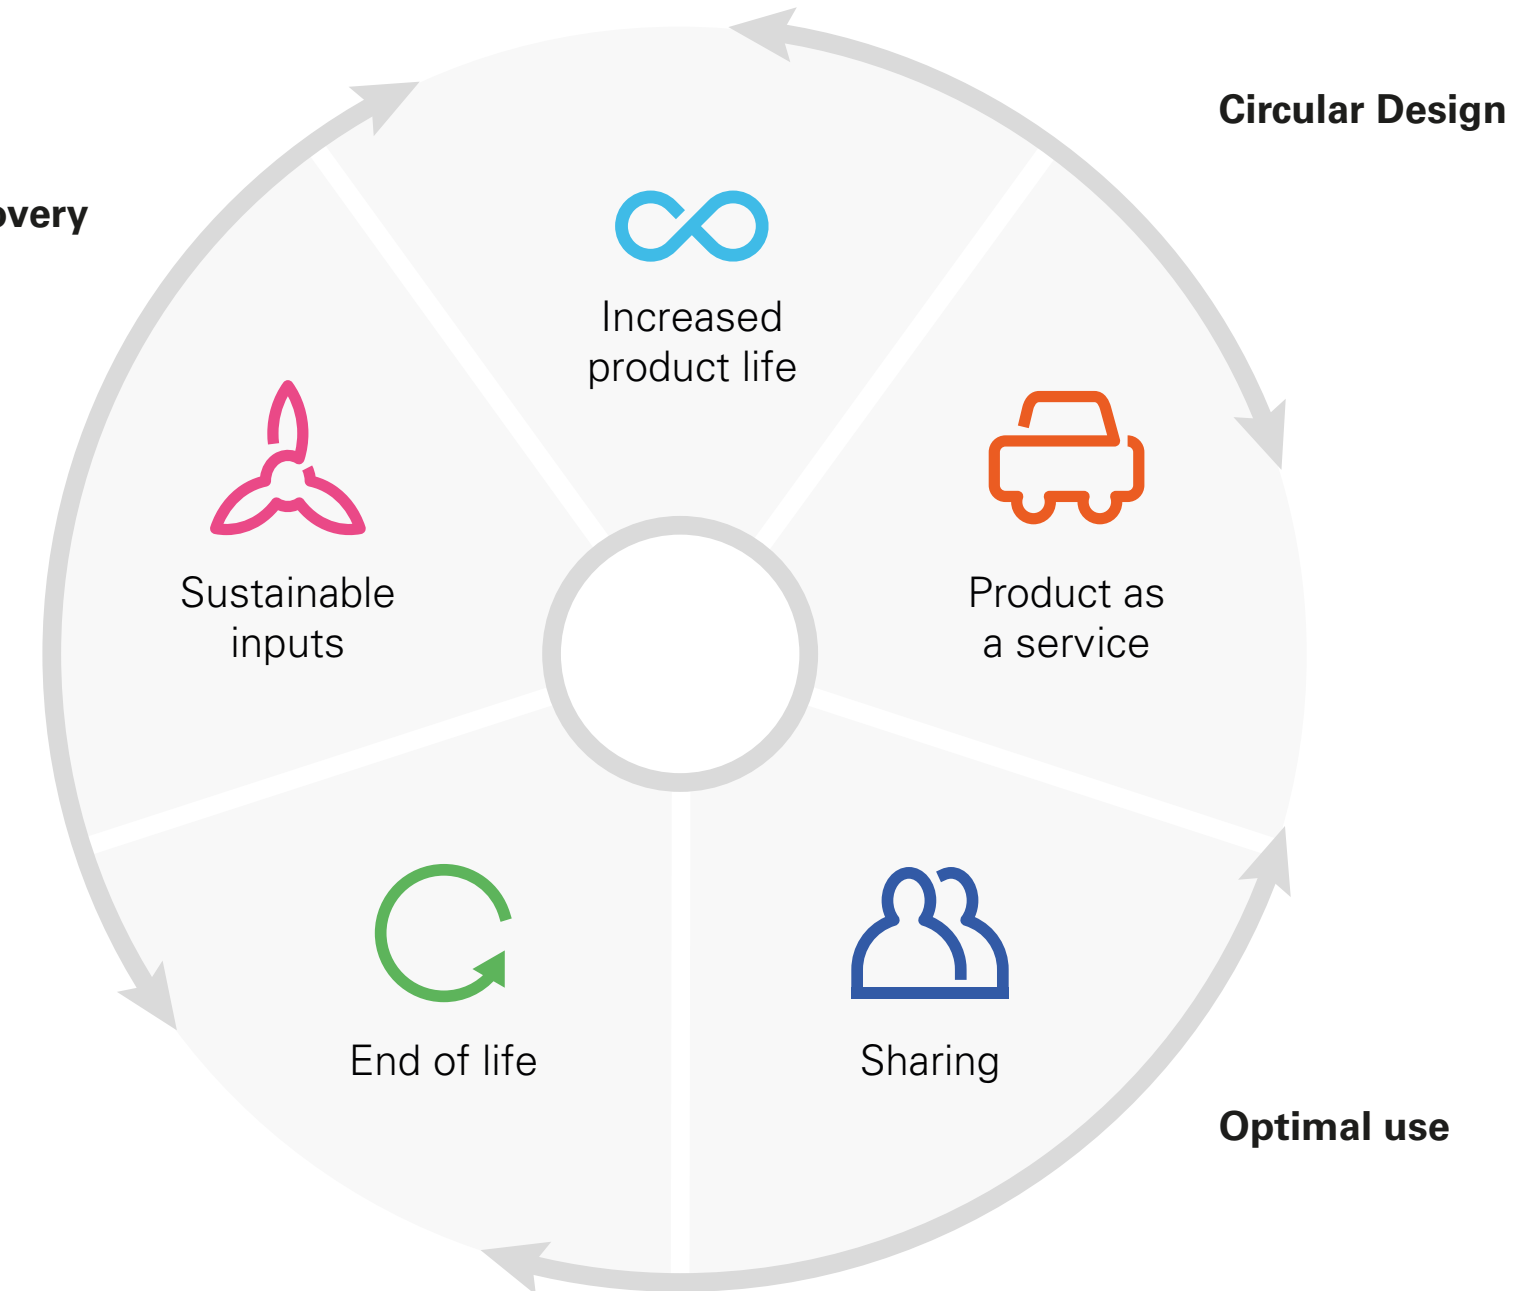 Circular Design
overy
Increased
product life
Sustainable
inputs
Product as
a service
End of life
Sharing
Optimal use